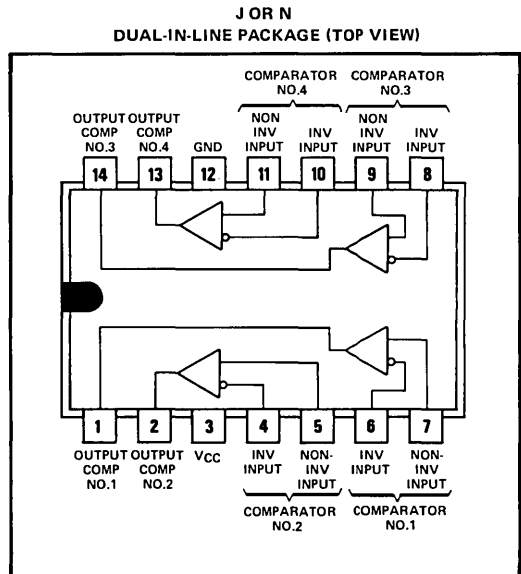 J OR N
DUAL-IN-LINE PACKAGE (TOP VIEW)
COMPARATOR COMPARATOR
NO.4 NO.3
OUTPUT OUTPUT NON NON
COMP COMP INV INV INV INV
NO.3 NO.4 GND INPUT INPUT INPUT INPUT
14 13 12 11 10 9 8
1 2 3 4 5 6 7
OUTPUT OUTPUT VCC INV NON- INV NON-
COMP COMP INPUT INV INPUT INV
NO.1 NO.2 INPUT INPUT
COMPARATOR COMPARATOR
NO.2 NO.1